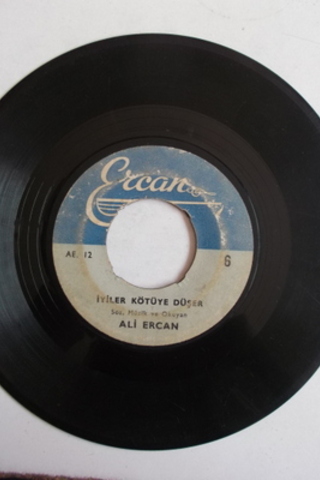 Ercan
AE. 12 6
İYİLER KÖTÜYE DÜŞER
Söz, Müzik ve Okuyan
ALİ ERCAN